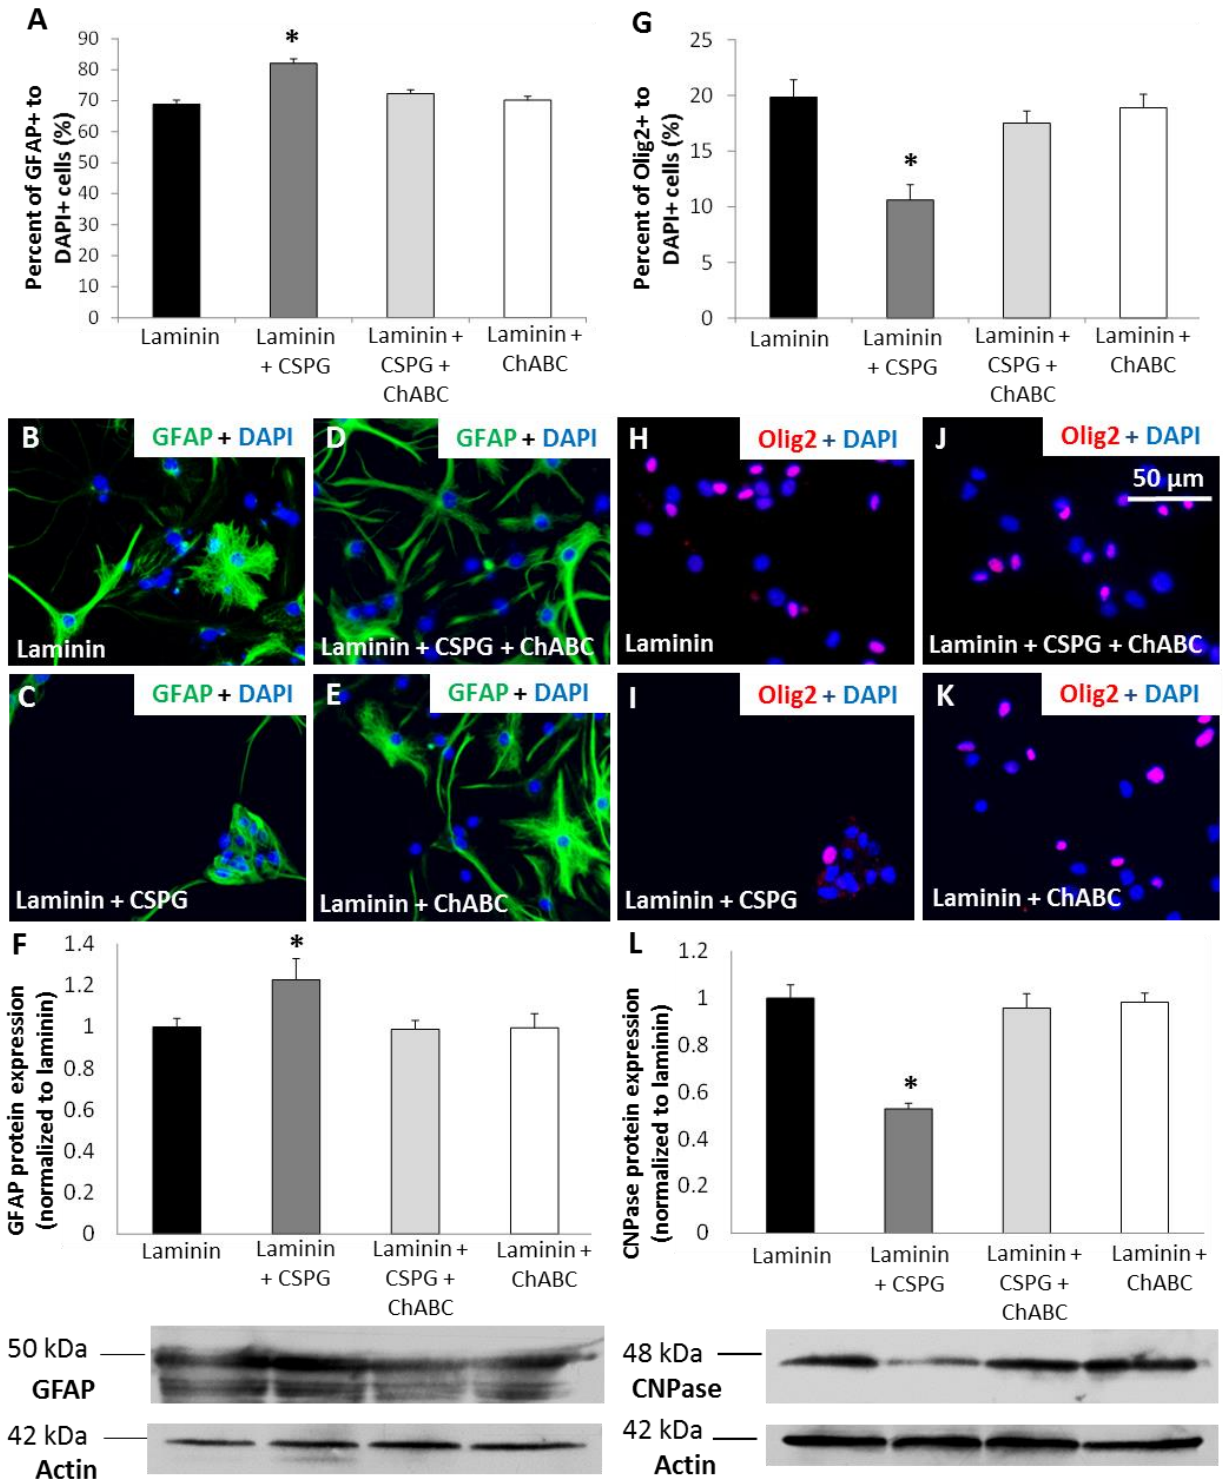 A
Percent of GFAP+ to
DAPI+ cells (%)
90
80
70
60
50
40
30
20
10
0
*
Laminin
Laminin
+ CSPG
Laminin +
CSPG +
ChABC
Laminin +
ChABC
G
Percent of Olig2+ to
DAPI+ cells (%)
25
20
15
10
5
0
*
Laminin
Laminin
+ CSPG
Laminin +
CSPG +
ChABC
Laminin +
ChABC
B
GFAP + DAPI
Laminin
D
GFAP + DAPI
Laminin + CSPG + ChABC
H
Olig2 + DAPI
Laminin
J
Olig2 + DAPI
50 μm
Laminin + CSPG + ChABC
C
GFAP + DAPI
Laminin + CSPG
E
GFAP + DAPI
Laminin + ChABC
I
Olig2 + DAPI
Laminin + CSPG
K
Olig2 + DAPI
Laminin + ChABC
F
GFAP protein expression
(normalized to laminin)
1.4
1.2
1
0.8
0.6
0.4
0.2
0
*
Laminin
Laminin
+ CSPG
Laminin +
CSPG +
ChABC
Laminin +
ChABC
50 kDa
GFAP
42 kDa
Actin
L
CNPase protein expression
(normalized to laminin)
1.2
1
0.8
0.6
0.4
0.2
0
*
Laminin
Laminin
+ CSPG
Laminin +
CSPG +
ChABC
Laminin +
ChABC
48 kDa
CNPase
42 kDa
Actin